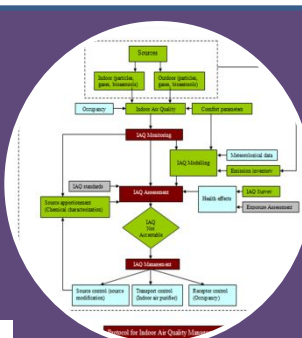 Sources
Indoor (particles,
gases, bioaerosols)
Outdoor (particles,
gases, bioaerosols)
Occupancy
Indoor Air Quality
Comfort parameters
IAQ Monitoring
IAQ Modelling
Meteorological data
Emission inventory
IAQ standards
IAQ Assessment
Health effects
IAQ Survey
Exposure Assessment
Source apportionment
(Chemical characterization)
IAQ
Not
Acceptable
IAQ Management
Source control (source
modification)
Transport control
(Indoor air purifier)
Receptor control
(Occupancy)
Protocol for Indoor Air Quality Manage